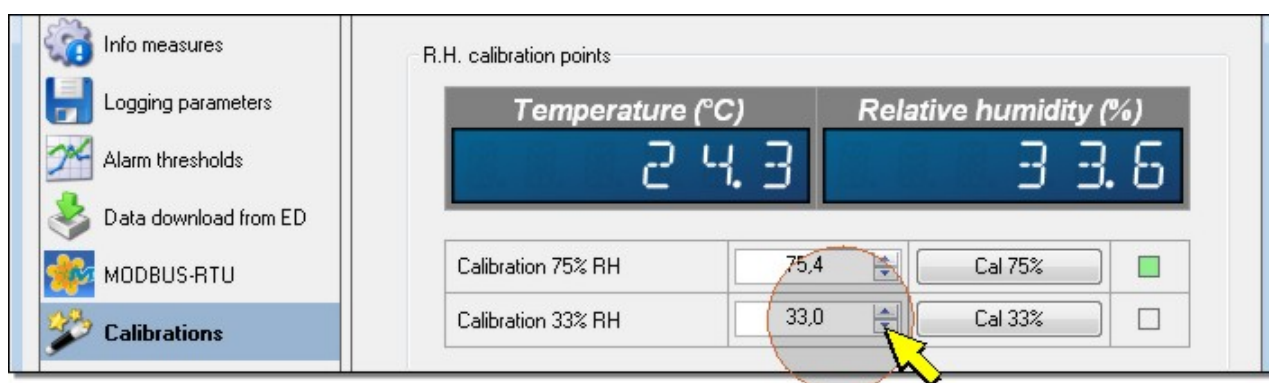 Info measures
Logging parameters
Alarm thresholds
Data download from ED
MODBUS-RTU
Calibrations
R.H. calibration points
Temperature (°C) Relative humidity (%)
24.3 33.6
Calibration 75% RH 75,4 Cal 75%
Calibration 33% RH 33,0 Cal 33%